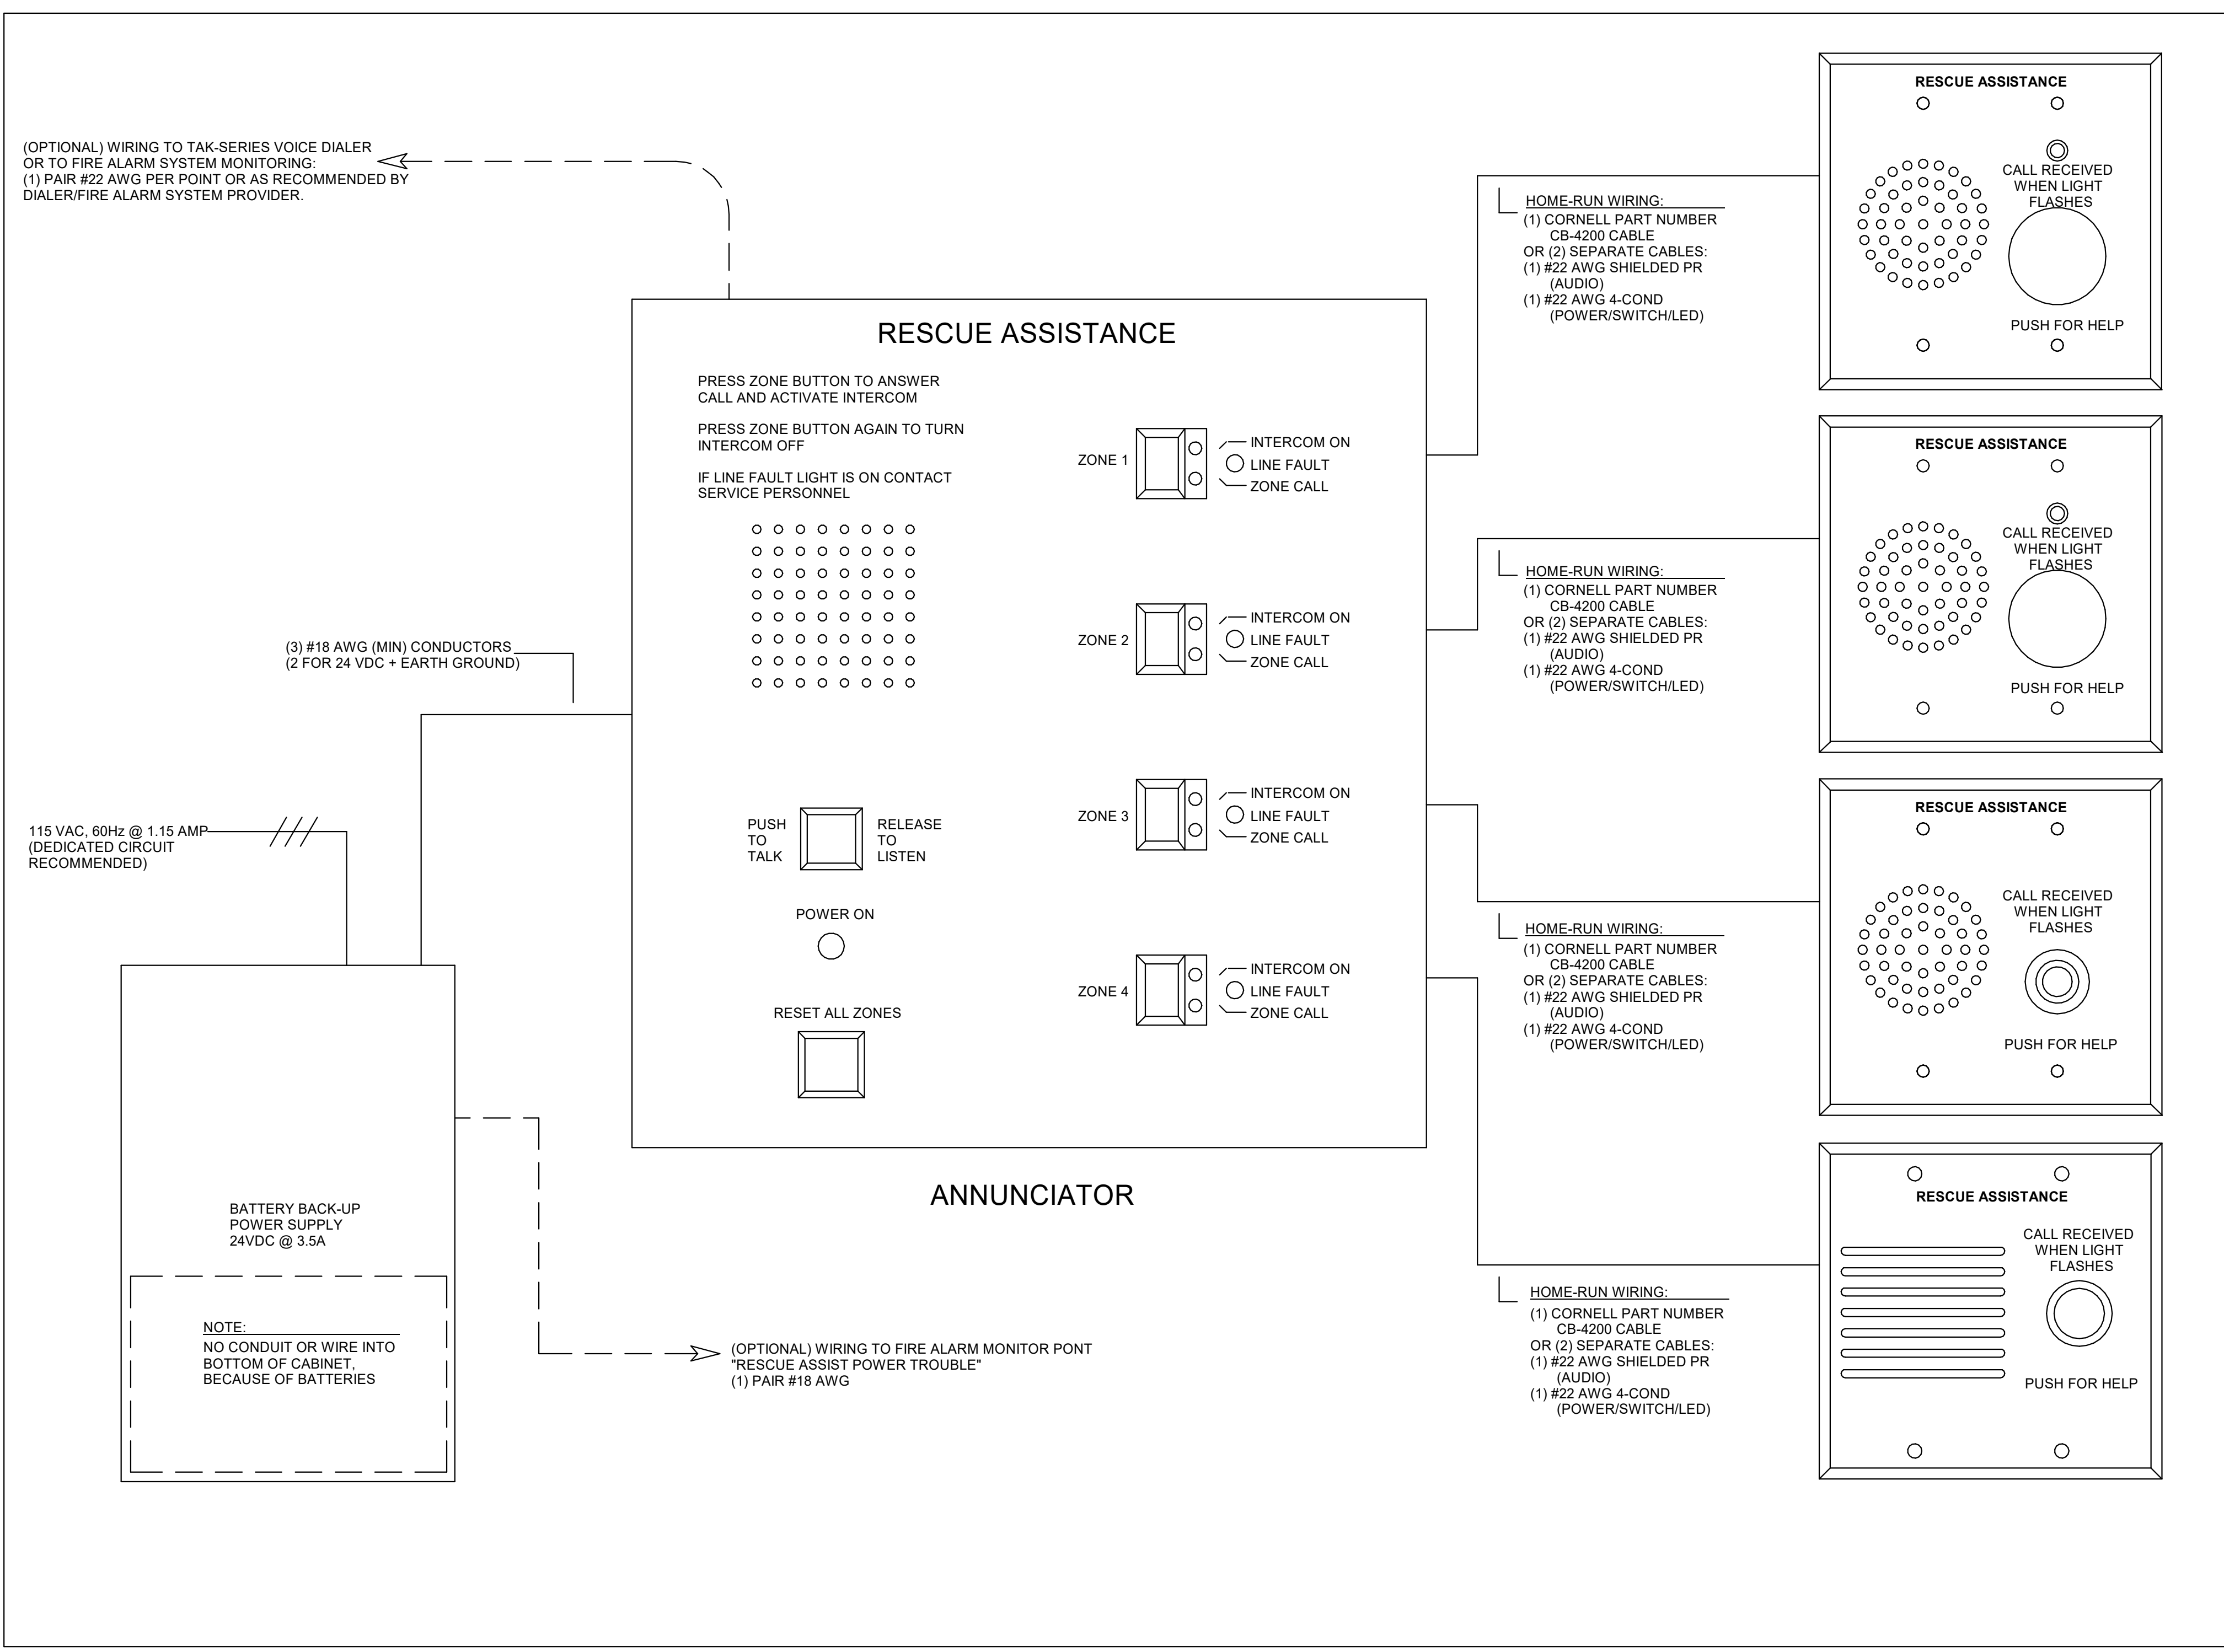 (OPTIONAL) WIRING TO TAK-SERIES VOICE DIALER
OR TO FIRE ALARM SYSTEM MONITORING:
(1) PAIR #22 AWG PER POINT OR AS RECOMMENDED BY
DIALER/FIRE ALARM SYSTEM PROVIDER.
(3) #18 AWG (MIN) CONDUCTORS
(2 FOR 24 VDC + EARTH GROUND)
115 VAC, 60Hz @ 1.15 AMP
(DEDICATED CIRCUIT
RECOMMENDED)
BATTERY BACK-UP
POWER SUPPLY
24VDC @ 3.5A
NOTE:
NO CONDUIT OR WIRE INTO
BOTTOM OF CABINET,
BECAUSE OF BATTERIES
(OPTIONAL) WIRING TO FIRE ALARM MONITOR PONT
"RESCUE ASSIST POWER TROUBLE"
(1) PAIR #18 AWG
RESCUE ASSISTANCE
PRESS ZONE BUTTON TO ANSWER
CALL AND ACTIVATE INTERCOM
PRESS ZONE BUTTON AGAIN TO TURN
INTERCOM OFF
IF LINE FAULT LIGHT IS ON CONTACT
SERVICE PERSONNEL
PUSH
TO
TALK
RELEASE
TO
LISTEN
POWER ON
RESET ALL ZONES
ZONE 1
INTERCOM ON
LINE FAULT
ZONE CALL
ZONE 2
INTERCOM ON
LINE FAULT
ZONE CALL
ZONE 3
INTERCOM ON
LINE FAULT
ZONE CALL
ZONE 4
INTERCOM ON
LINE FAULT
ZONE CALL
ANNUNCIATOR
HOME-RUN WIRING:
(1) CORNELL PART NUMBER
CB-4200 CABLE
OR (2) SEPARATE CABLES:
(1) #22 AWG SHIELDED PR
(AUDIO)
(1) #22 AWG 4-COND
(POWER/SWITCH/LED)
HOME-RUN WIRING:
(1) CORNELL PART NUMBER
CB-4200 CABLE
OR (2) SEPARATE CABLES:
(1) #22 AWG SHIELDED PR
(AUDIO)
(1) #22 AWG 4-COND
(POWER/SWITCH/LED)
HOME-RUN WIRING:
(1) CORNELL PART NUMBER
CB-4200 CABLE
OR (2) SEPARATE CABLES:
(1) #22 AWG SHIELDED PR
(AUDIO)
(1) #22 AWG 4-COND
(POWER/SWITCH/LED)
HOME-RUN WIRING:
(1) CORNELL PART NUMBER
CB-4200 CABLE
OR (2) SEPARATE CABLES:
(1) #22 AWG SHIELDED PR
(AUDIO)
(1) #22 AWG 4-COND
(POWER/SWITCH/LED)
RESCUE ASSISTANCE
CALL RECEIVED
WHEN LIGHT
FLASHES
PUSH FOR HELP
RESCUE ASSISTANCE
CALL RECEIVED
WHEN LIGHT
FLASHES
PUSH FOR HELP
RESCUE ASSISTANCE
CALL RECEIVED
WHEN LIGHT
FLASHES
PUSH FOR HELP
RESCUE ASSISTANCE
CALL RECEIVED
WHEN LIGHT
FLASHES
PUSH FOR HELP